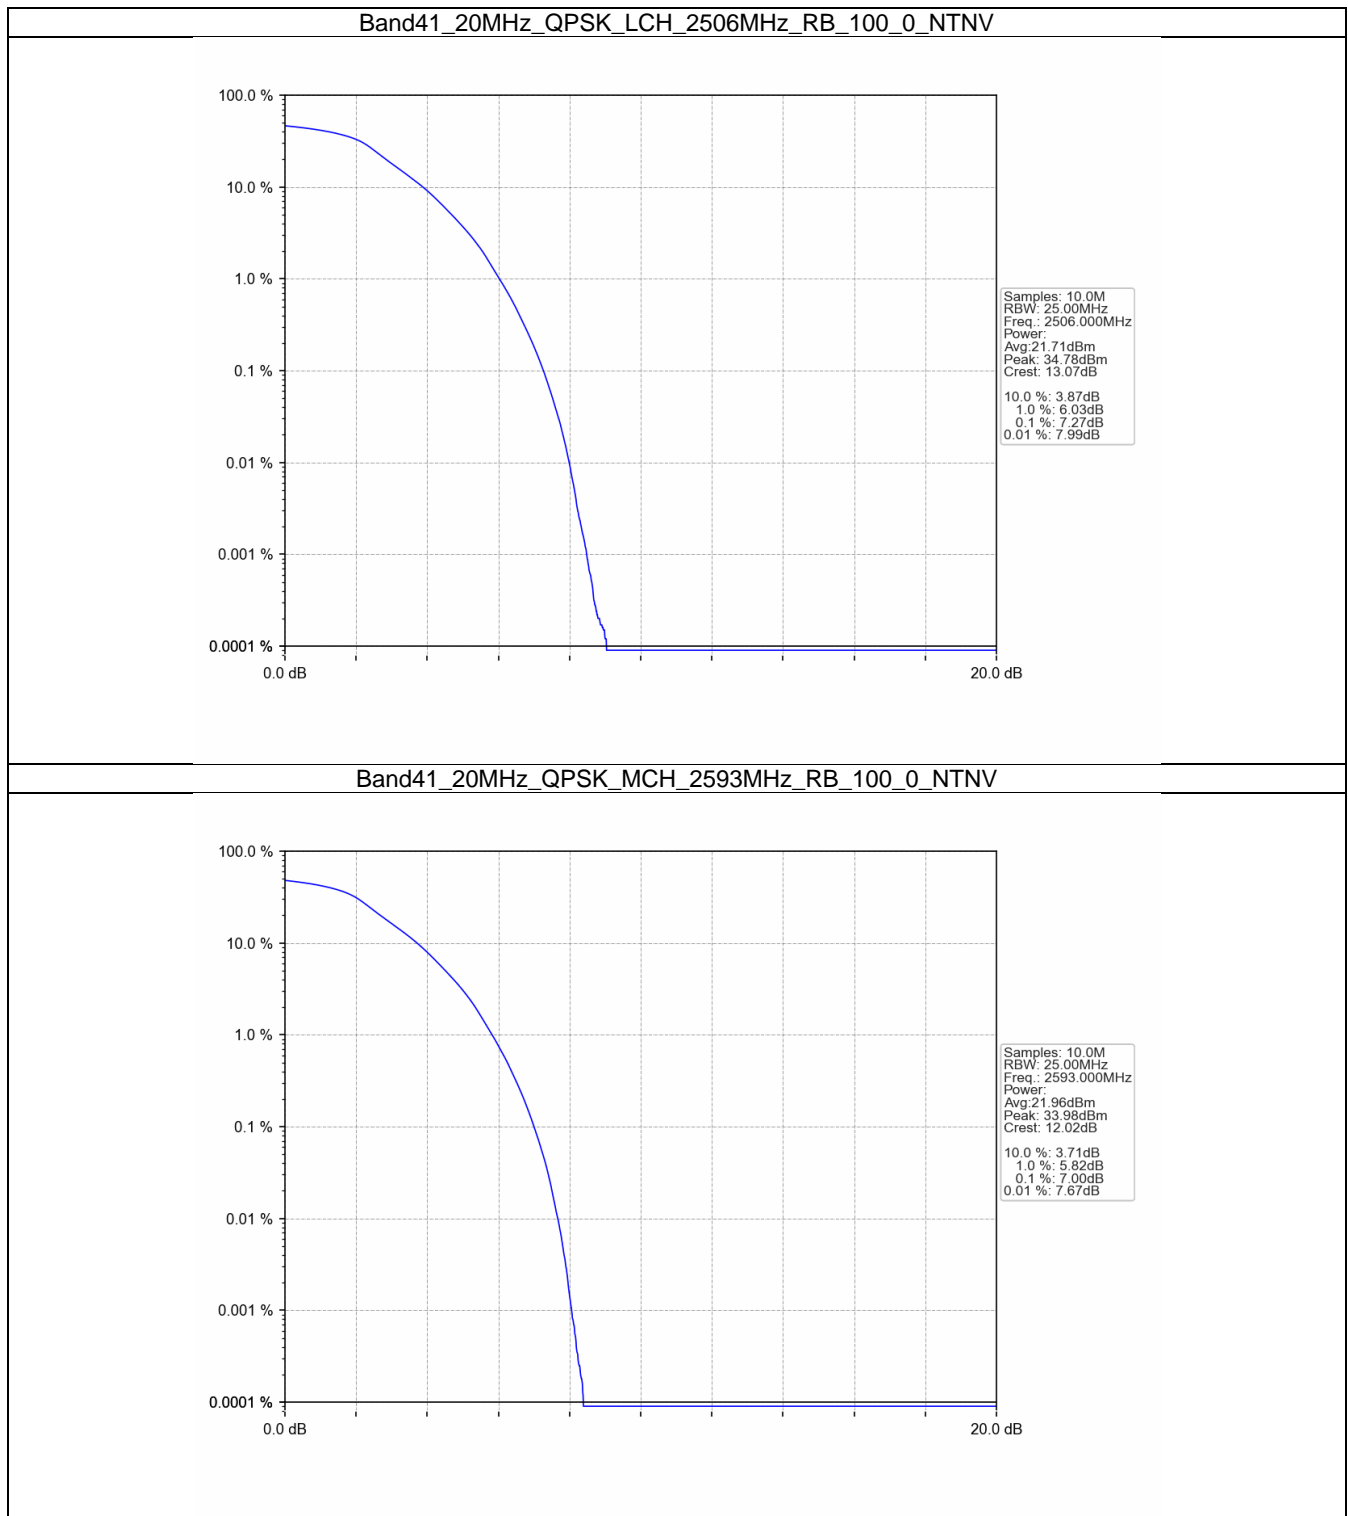 Band41_20MHz_QPSK_LCH_2506MHz_RB_100_0_NTNV
100.0 %
10.0 %
1.0 %
0.1 %
0.01 %
0.001 %
0.0001 %
0.0 dB
20.0 dB
Samples: 10.0M
RBW: 25.00MHz
Freq.: 2506.000MHz
Power:
Avg:21.71dBm
Peak: 34.78dBm
Crest: 13.07dB
10.0 %: 3.87dB
1.0 %: 6.03dB
0.1 %: 7.27dB
0.01 %: 7.99dB
Band41_20MHz_QPSK_MCH_2593MHz_RB_100_0_NTNV
100.0 %
10.0 %
1.0 %
0.1 %
0.01 %
0.001 %
0.0001 %
0.0 dB
20.0 dB
Samples: 10.0M
RBW: 25.00MHz
Freq.: 2593.000MHz
Power:
Avg:21.96dBm
Peak: 33.98dBm
Crest: 12.02dB
10.0 %: 3.71dB
1.0 %: 5.82dB
0.1 %: 7.00dB
0.01 %: 7.67dB